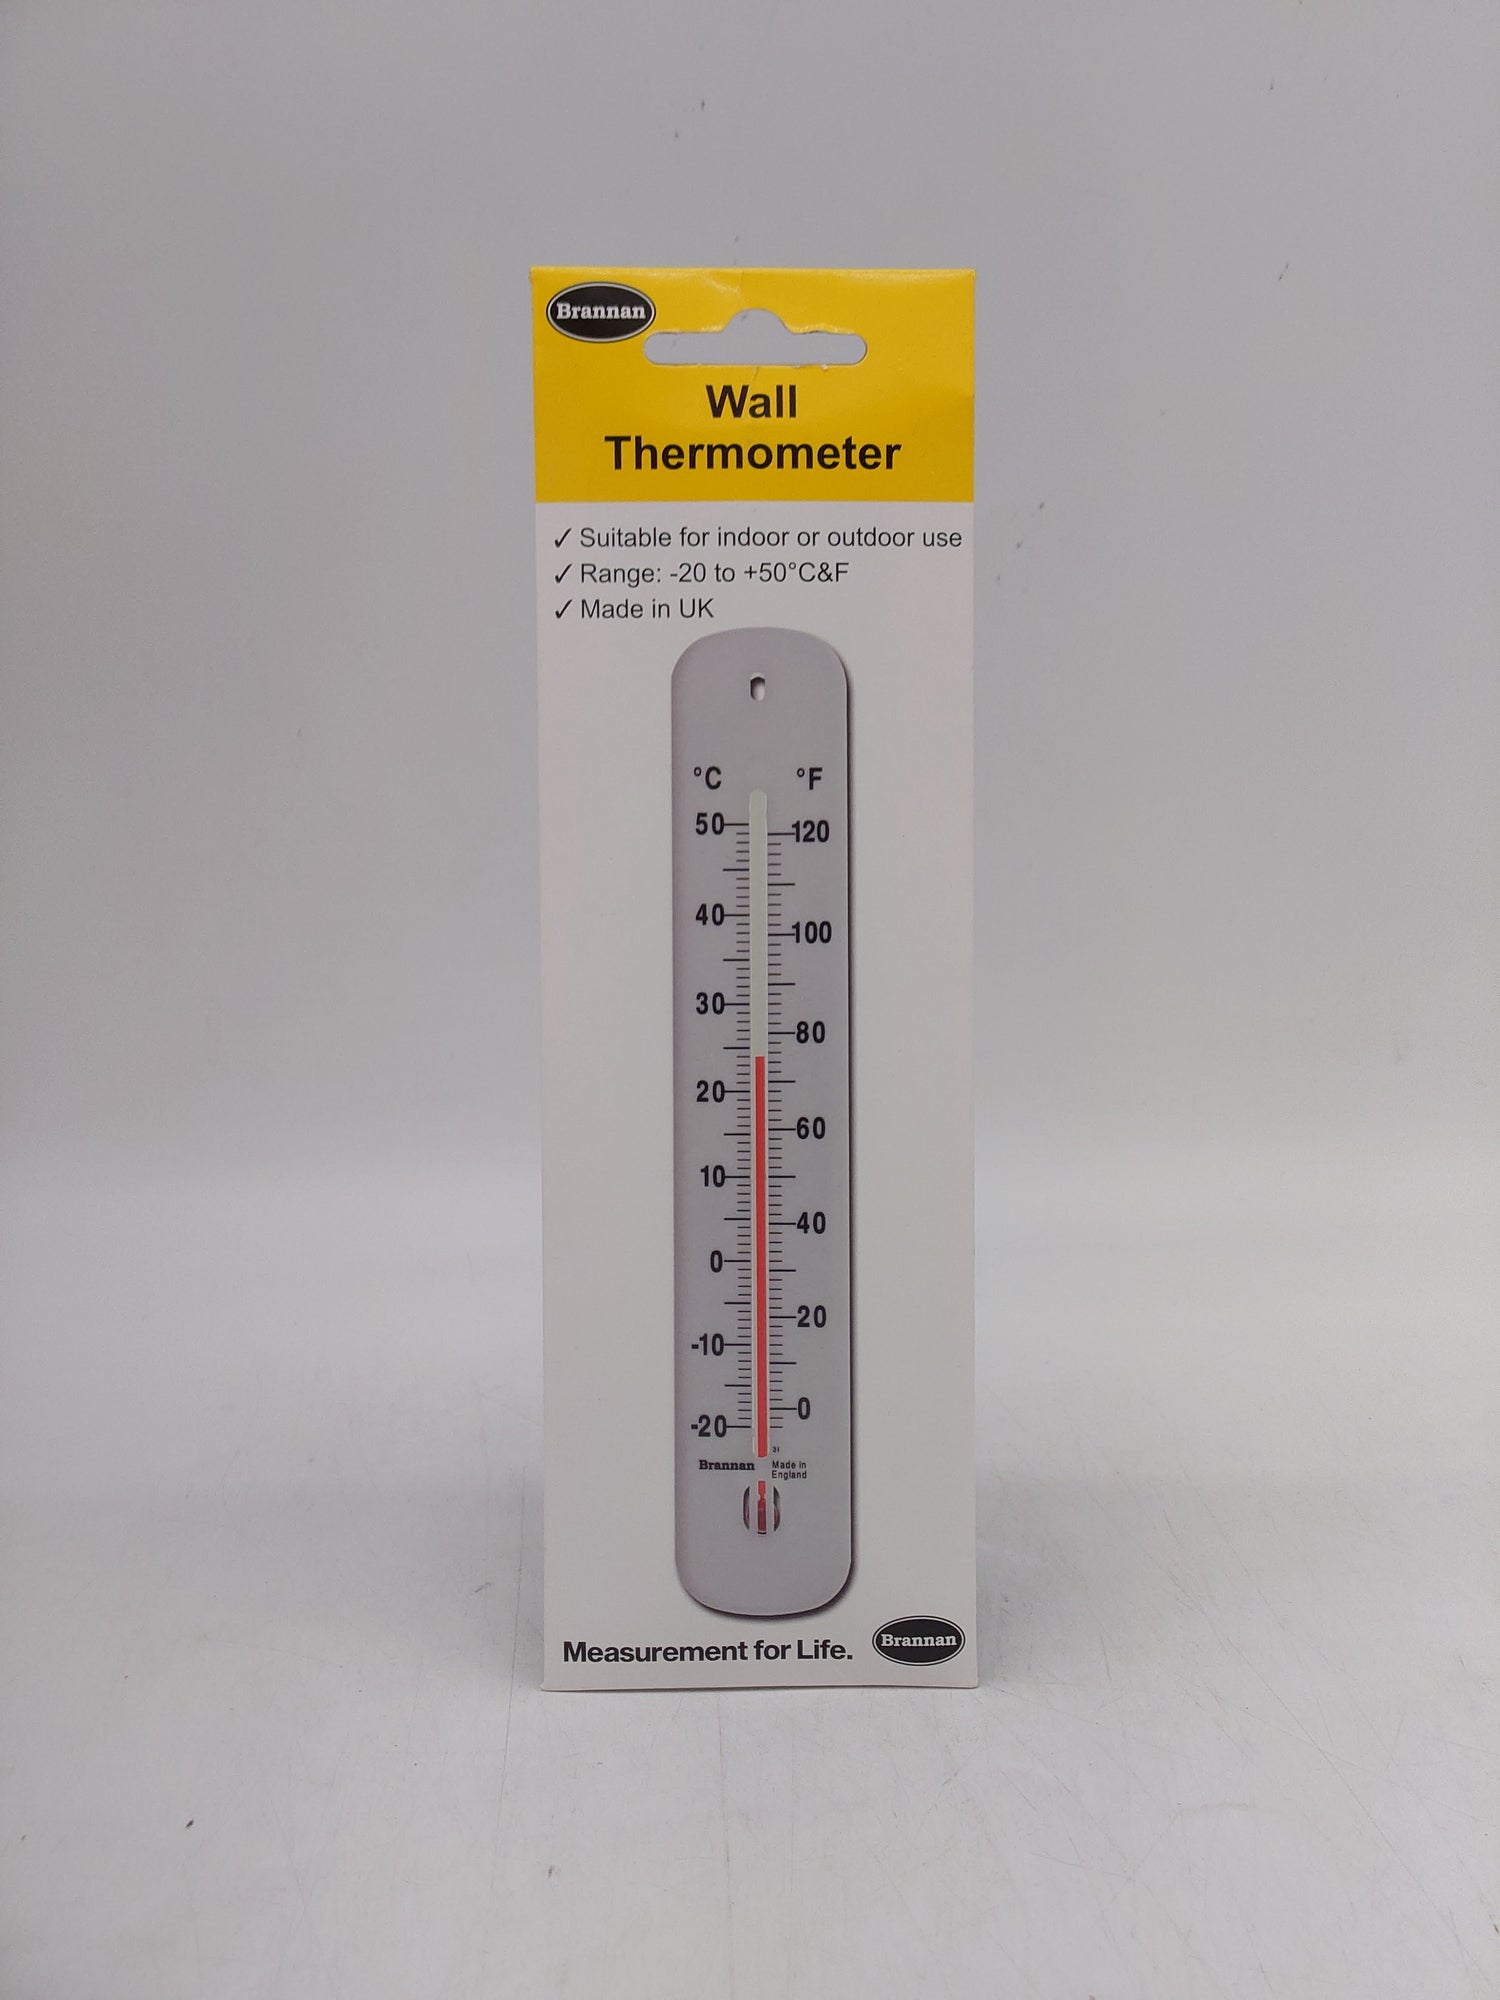 Brannan
Wall
Thermometer
✓ Suitable for indoor or outdoor use
✓ Range: -20 to +50°C&F
✓ Made in UK
°C °F
50 120
40 100
30 80
20 60
10 40
0 20
-10 0
-20
31
Brannan Made in
England
Measurement for Life. Brannan